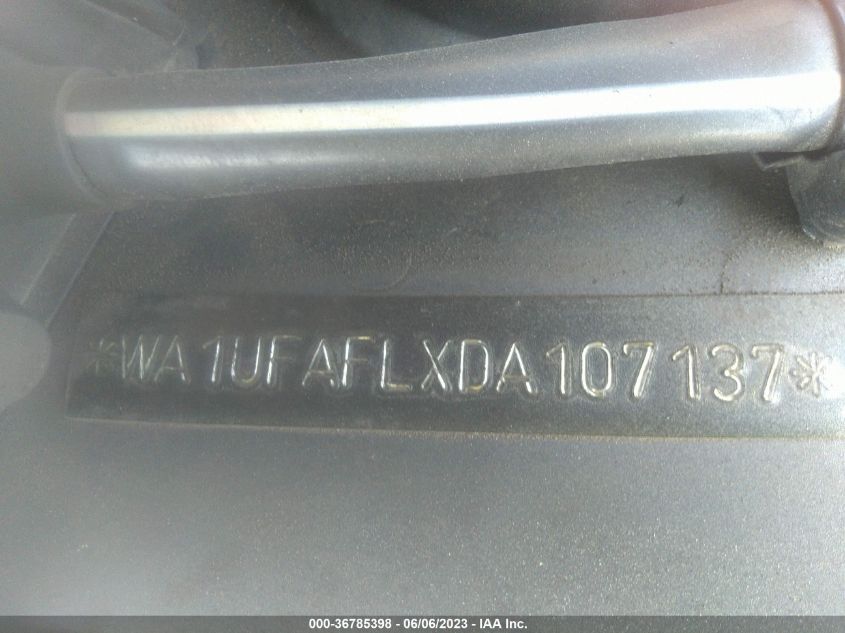 *WA1UFAFLXDA107137*
000-36785398 - 06/06/2023 - IAA Inc.